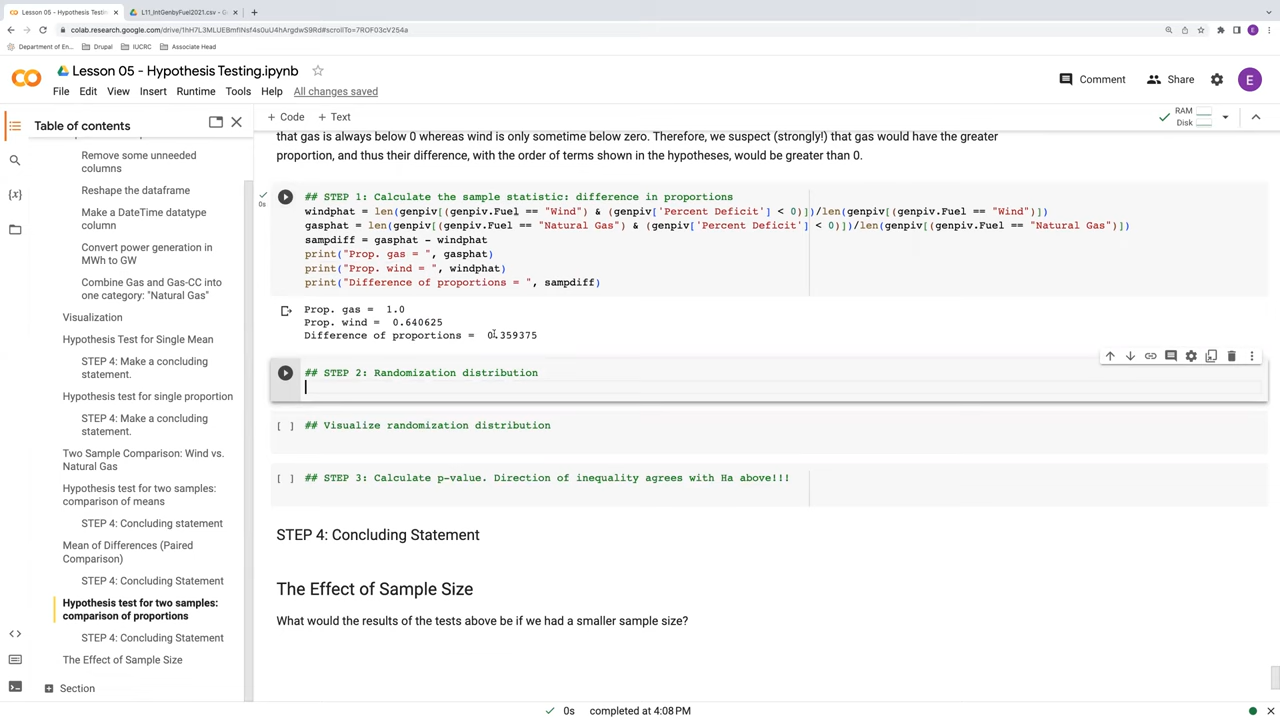 Lesson 05 - Hypothesis Testin
L11_IntGenbyFuel2021.csv - G
colab.research.google.com/drive/1hH7L3MLUEBmfINsf4s0uU4hArgdwS9Rd#scrollTo=7ROF03cV254a
Department of En...
Drupal
IUCRC
Associate Head
Lesson 05 - Hypothesis Testing.ipynb
Comment
Share
E
File Edit View Insert Runtime Tools Help All changes saved
Table of contents
+ Code + Text
RAM
Disk
Remove some unneeded
columns
Reshape the dataframe
Make a DateTime datatype
column
Convert power generation in
MWh to GW
Combine Gas and Gas-CC into
one category: "Natural Gas"
Visualization
Hypothesis Test for Single Mean
STEP 4: Make a concluding
statement.
Hypothesis test for single proportion
STEP 4: Make a concluding
statement.
Two Sample Comparison: Wind vs.
Natural Gas
Hypothesis test for two samples:
comparison of means
STEP 4: Concluding statement
Mean of Differences (Paired
Comparison)
STEP 4: Concluding Statement
Hypothesis test for two samples:
comparison of proportions
STEP 4: Concluding Statement
The Effect of Sample Size
Section
that gas is always below 0 whereas wind is only sometime below zero. Therefore, we suspect (strongly!) that gas would have the greater
proportion, and thus their difference, with the order of terms shown in the hypotheses, would be greater than 0.
0s
## STEP 1: Calculate the sample statistic: difference in proportions
windphat = len(genpiv[(genpiv.Fuel == "Wind") & (genpiv['Percent Deficit'] < 0)])/len(genpiv[(genpiv.Fuel == "Wind")])
gasphat = len(genpiv[(genpiv.Fuel == "Natural Gas") & (genpiv['Percent Deficit'] < 0)])/len(genpiv[(genpiv.Fuel == "Natural Gas")])
sampdiff = gasphat - windphat
print("Prop. gas = ", gasphat)
print("Prop. wind = ", windphat)
print("Difference of proportions = ", sampdiff)
Prop. gas = 1.0
Prop. wind = 0.640625
Difference of proportions = 0.359375
## STEP 2: Randomization distribution
[ ] ## Visualize randomization distribution
[ ] ## STEP 3: Calculate p-value. Direction of inequality agrees with Ha above!!!
STEP 4: Concluding Statement
The Effect of Sample Size
What would the results of the tests above be if we had a smaller sample size?
0s completed at 4:08 PM